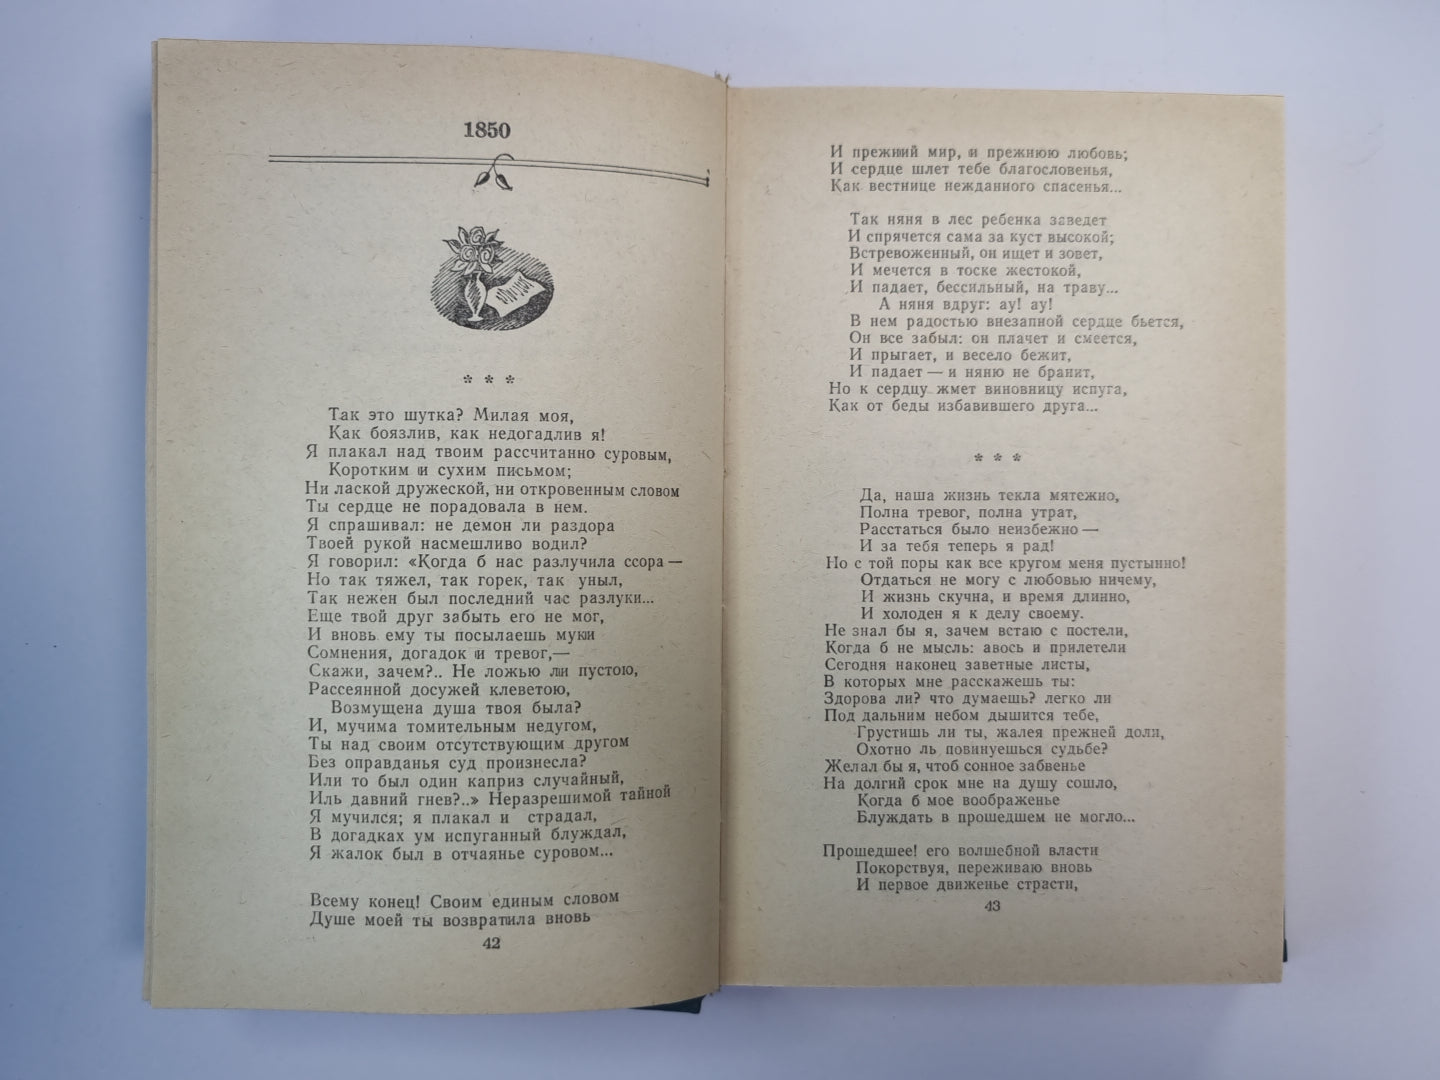 1850
* * *
Так это шутка? Милая моя,
Как боязлив, как недогадлив я!
Я плакал над твоим рассчитанно суровым,
Коротким и сухим письмом;
Ни лаской дружеской, ни откровенным словом
Ты сердце не порадовала в нем.
Я спрашивал: не демон ли раздора
Твоей рукой насмешливо водил?
Я говорил: «Когда б нас разлучила ссора —
Но так тяжел, так горек, так уныл,
Так нежен был последний час разлуки...
Еще твой друг забыть его не мог,
И вновь ему ты посылаешь муки
Сомнения, догадок и тревог,—
Скажи, зачем?.. Не ложью ли пустою,
Рассеянной досужей клеветою,
Возмущена душа твоя была?
И, мучима томительным недугом,
Ты над своим отсутствующим другом
Без оправданья суд произнесла?
Или то был один каприз случайный,
Иль давний гнев?..» Неразрешимой тайной
Я мучился; я плакал и страдал,
В догадках ум испуганный блуждал,
Я жалок был в отчаянье суровом...
Всему конец! Своим единым словом
Душе моей ты возвратила вновь
42
И прежний мир, и прежнюю любовь;
И сердце шлет тебе благословенья,
Как вестнице нежданного спасенья...
Так няня в лес ребенка заведет
И спрячется сама за куст высокой;
Встревоженный, он ищет и зовет,
И мечется в тоске жестокой,
И падает, бессильный, на траву...
А няня вдруг: ау! ау!
В нем радостью внезапной сердце бьется,
Он все забыл: он плачет и смеется,
И прыгает, и весело бежит,
И падает — и няню не бранит,
Но к сердцу жмет виновницу испуга,
Как от беды избавившего друга...
* * *
Да, наша жизнь текла мятежно,
Полна тревог, полна утрат,
Расстаться было неизбежно —
И за тебя теперь я рад!
Но с той поры как все кругом меня пустынно!
Отдаться не могу с любовью ничему,
И жизнь скучна, и время длинно,
И холоден я к делу своему.
Не знал бы я, зачем встаю с постели,
Когда б не мысль: авось и прилетели
Сегодня наконец заветные листы,
В которых мне расскажешь ты:
Здорова ли? что думаешь? легко ли
Под дальним небом дышится тебе,
Грустишь ли ты, жалея прежней доли,
Охотно ль повинуешься судьбе?
Желал бы я, чтоб сонное забвенье
На долгий срок мне на душу сошло,
Когда б мое воображенье
Блуждать в прошедшем не могло...
Прошедшее! его волшебной власти
Покорствуя, переживаю вновь
И первое движенье страсти,
43